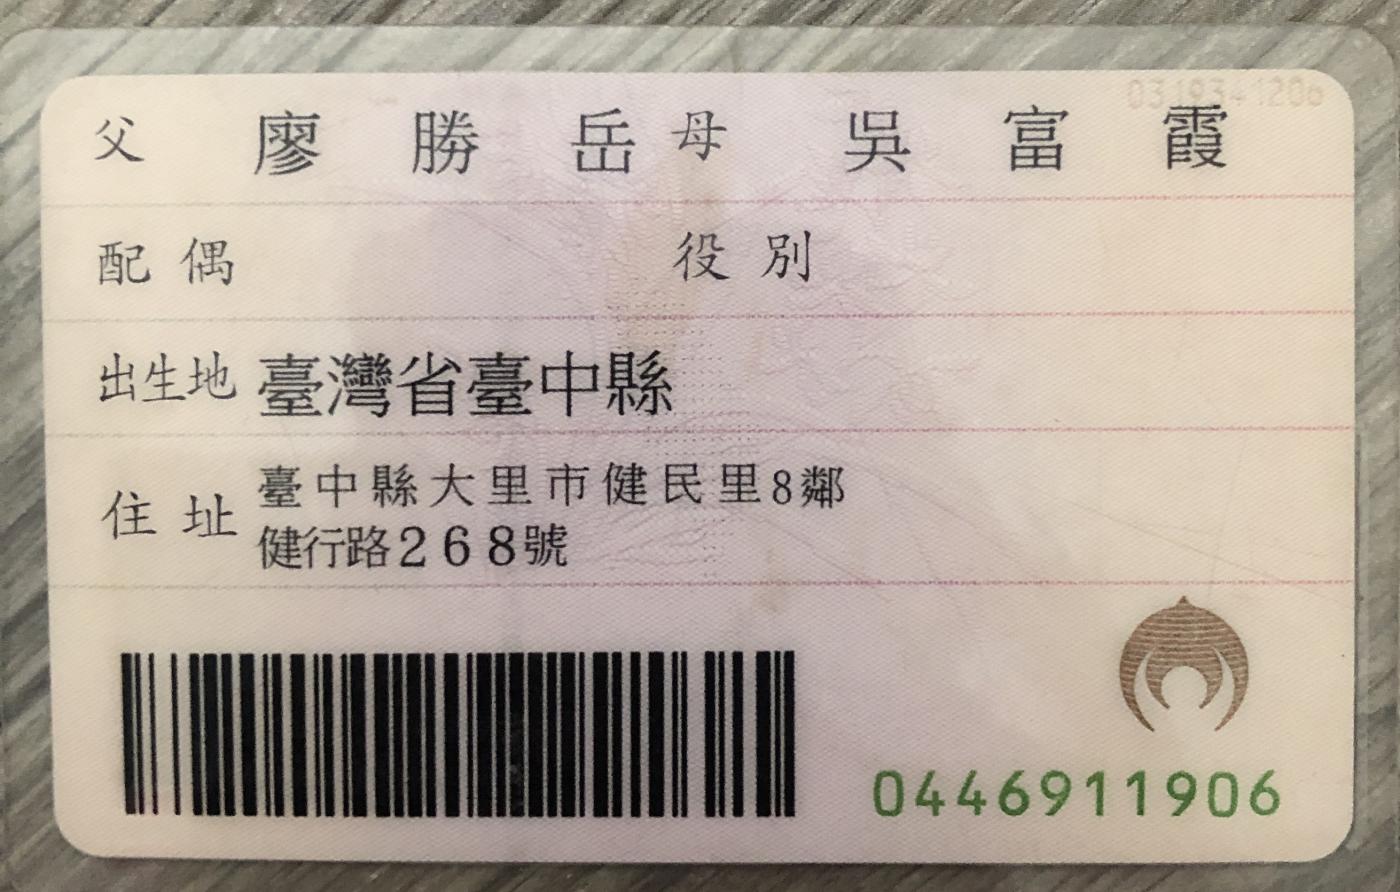 父 廖勝岳 母 吳富霞
配偶 役別
出生地 臺灣省臺中縣
住址 臺中縣大里市健民里8鄰
健行路268號
0446911906